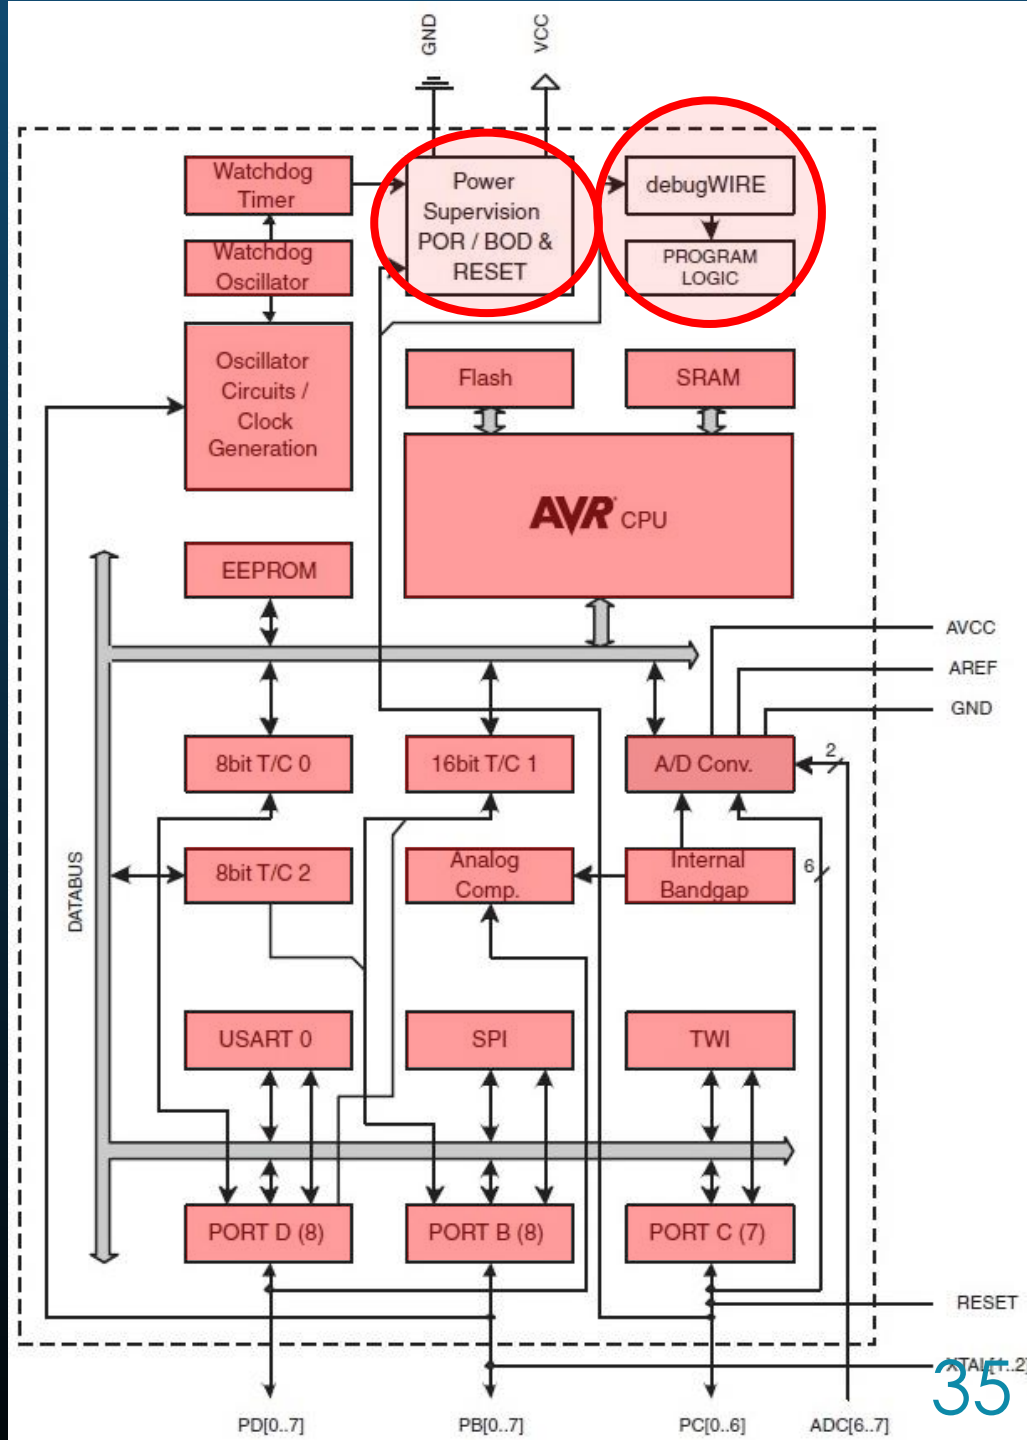 GND
VCC
Watchdog
Timer
Power
Supervision
POR / BOD &
RESET
debugWIRE
Watchdog
Oscillator
PROGRAM
LOGIC
Oscillator
Circuits /
Clock
Generation
Flash
SRAM
AVR CPU
EEPROM
AVCC
AREF
GND
8bit T/C 0
16bit T/C 1
A/D Conv.
2
DATABUS
8bit T/C 2
Analog
Comp.
Internal
Bandgap
6
USART 0
SPI
TWI
PORT D (8)
PORT B (8)
PORT C (7)
RESET
XTAL[1..2]
35
PD[0..7]
PB[0..7]
PC[0..6]
ADC[6..7]